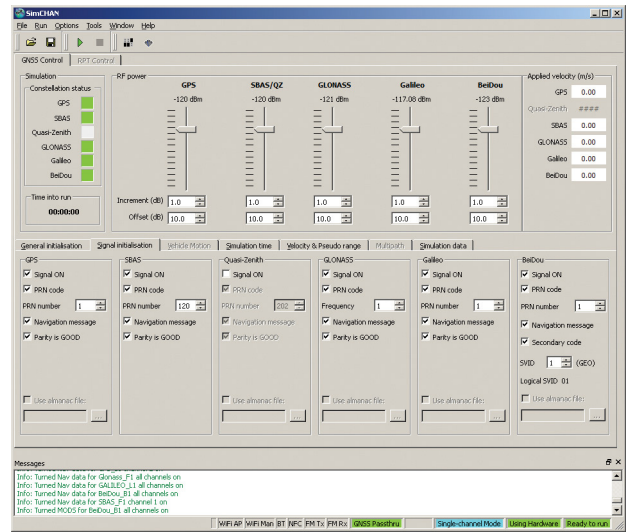 SimCHAN
File Run Options Tools Window Help
GNSS Control RPT Control
Simulation
Constellation status
GPS
SBAS
Quasi-Zenith
GLONASS
Galileo
BeiDou
Time into run
00:00:00
RF power
GPS SBAS/QZ GLONASS Galileo BeiDou
-120 dBm -120 dBm -121 dBm -117.08 dBm -123 dBm
Increment (dB) 1.0 1.0 1.0 1.0 1.0
Offset (dB) 10.0 10.0 10.0 10.0 10.0
Applied velocity (m/s)
GPS 0.00
Quasi-Zenith ####
SBAS 0.00
GLONASS 0.00
Galileo 0.00
BeiDou 0.00
General initialisation Signal initialisation Vehicle Motion Simulation time Velocity & Pseudo range Multipath Simulation data
GPS
Signal ON
PRN code
PRN number 1
Navigation message
Parity is GOOD
Use almanac file:
...
SBAS
Signal ON
PRN code
PRN number 120
Navigation message
Parity is GOOD
Quasi-Zenith
Signal ON
PRN code
PRN number 202
Navigation message
Parity is GOOD
Use almanac file:
...
GLONASS
Signal ON
PRN code
Frequency 1
Navigation message
Parity is GOOD
Use almanac file:
...
Galileo
Signal ON
PRN code
PRN number 1
Navigation message
Parity is GOOD
Use almanac file:
...
BeiDou
Signal ON
PRN code
PRN number 1
Navigation message
Secondary code
SVID 1 (GEO)
Logical SVID 01
Use almanac file:
...
Messages
Info: Turned Nav data for Glonass_F1 all channels on
Info: Turned Nav data for GALILEO_L1 all channels on
Info: Turned Nav data for BeiDou_B1 all channels on
Info: Turned Nav data for SBAS_F1 channel 1 on
Info: Turned MODS for BeiDou_B1 all channels on
WiFi AP WiFi Man BT NFC FM Tx FM Rx GNSS Passthru Single-channel Mode Using Hardware Ready to run